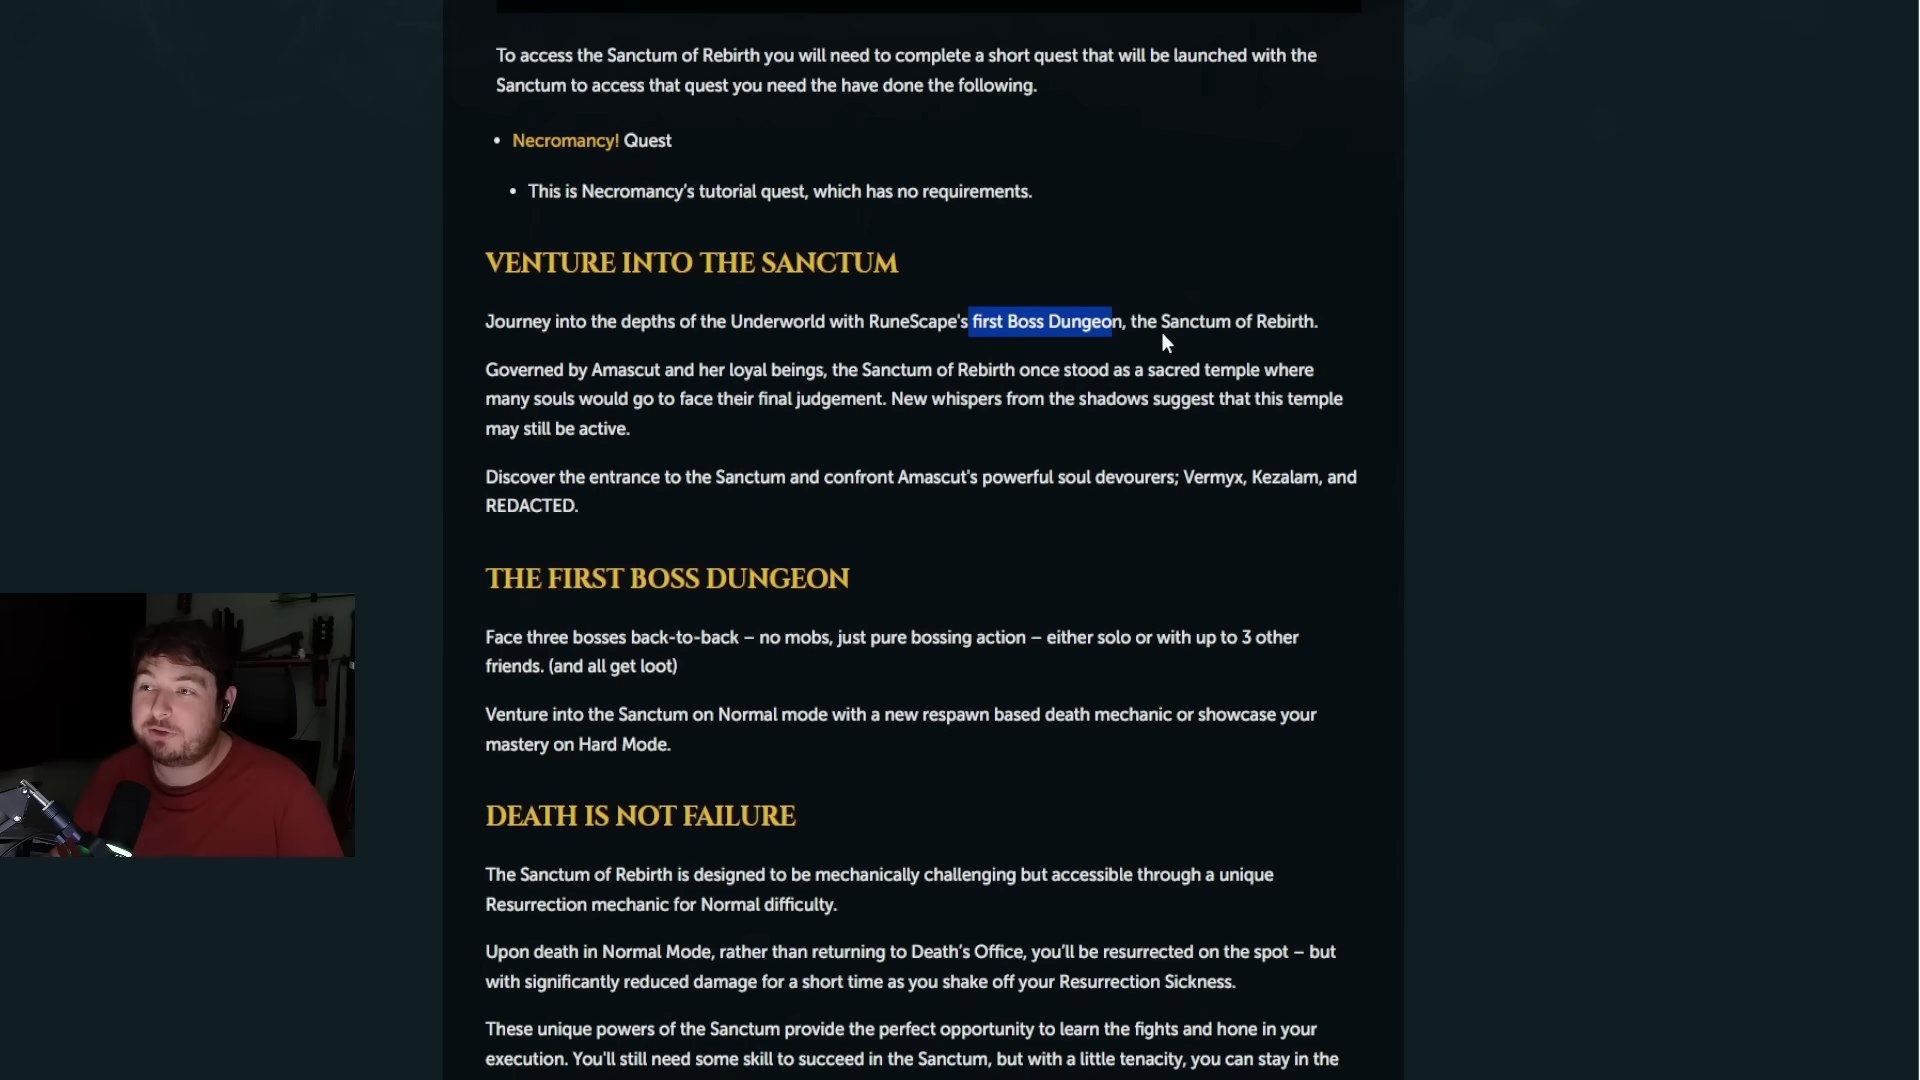 To access the Sanctum of Rebirth you will need to complete a short quest that will be launched with the
Sanctum to access that quest you need the have done the following.
• Necromancy! Quest
• This is Necromancy's tutorial quest, which has no requirements.
VENTURE INTO THE SANCTUM
Journey into the depths of the Underworld with RuneScape's first Boss Dungeon, the Sanctum of Rebirth.
Governed by Amascut and her loyal beings, the Sanctum of Rebirth once stood as a sacred temple where
many souls would go to face their final judgement. New whispers from the shadows suggest that this temple
may still be active.
Discover the entrance to the Sanctum and confront Amascut's powerful soul devourers; Vermyx, Kezalam, and
REDACTED.
THE FIRST BOSS DUNGEON
Face three bosses back-to-back – no mobs, just pure bossing action – either solo or with up to 3 other
friends. (and all get loot)
Venture into the Sanctum on Normal mode with a new respawn based death mechanic or showcase your
mastery on Hard Mode.
DEATH IS NOT FAILURE
The Sanctum of Rebirth is designed to be mechanically challenging but accessible through a unique
Resurrection mechanic for Normal difficulty.
Upon death in Normal Mode, rather than returning to Death's Office, you'll be resurrected on the spot – but
with significantly reduced damage for a short time as you shake off your Resurrection Sickness.
These unique powers of the Sanctum provide the perfect opportunity to learn the fights and hone in your
execution. You'll still need some skill to succeed in the Sanctum, but with a little tenacity, you can stay in the